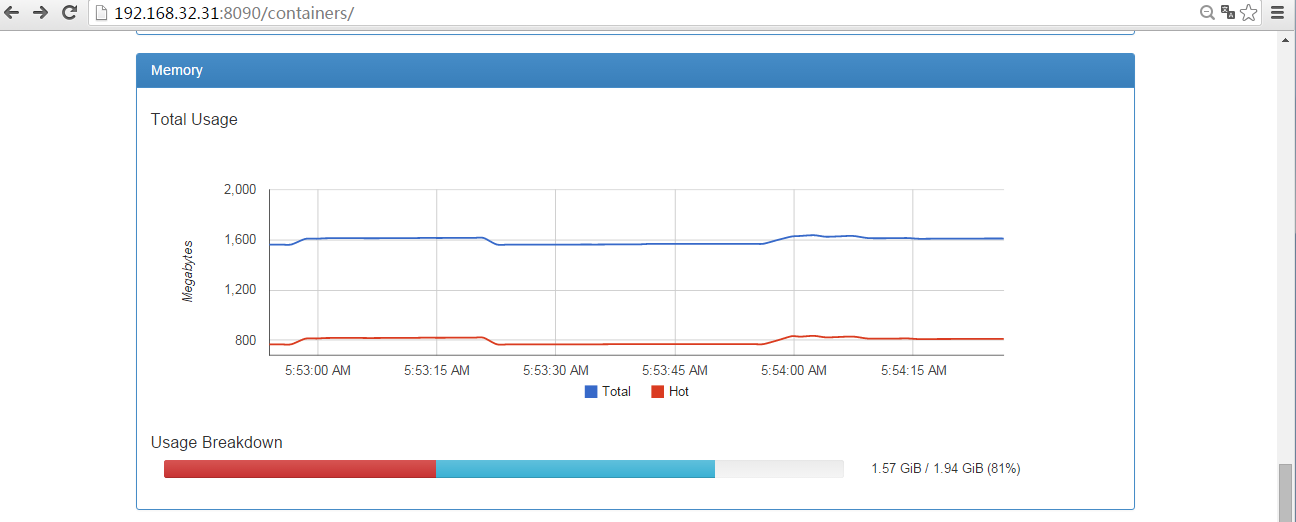 192.168.32.31:8090/containers/
Memory
Total Usage
2,000
1,600
1,200
800
Megabytes
5:53:00 AM 5:53:15 AM 5:53:30 AM 5:53:45 AM 5:54:00 AM 5:54:15 AM
Total Hot
Usage Breakdown
1.57 GiB / 1.94 GiB (81%)